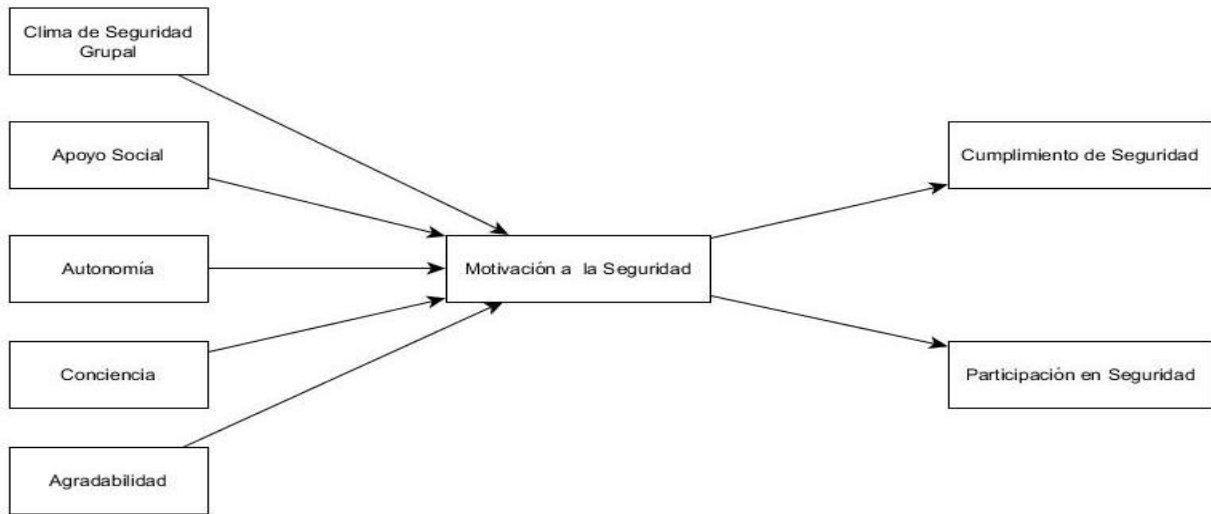 Clima de Seguridad
Grupal
Apoyo Social
Autonomía
Conciencia
Agradabilidad
Motivación a la Seguridad
Cumplimiento de Seguridad
Participación en Seguridad